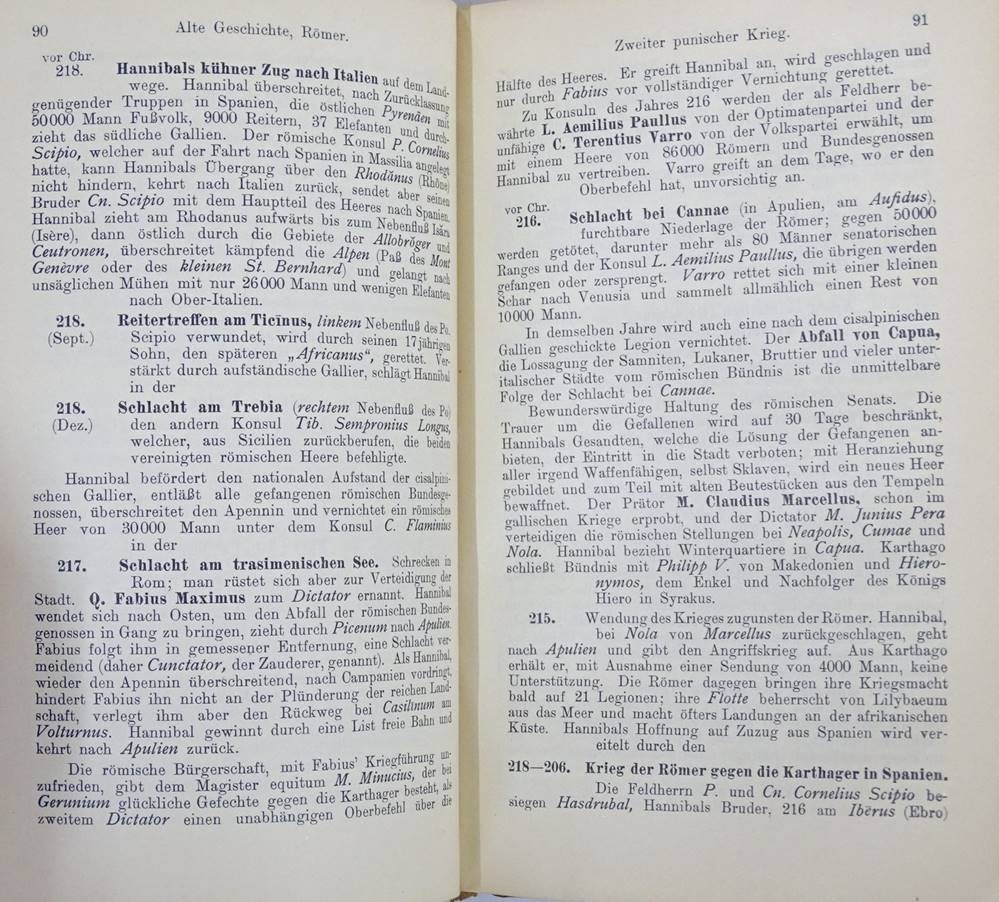 90
Alte Geschichte, Römer.
vor Chr.
218. Hannibals kühner Zug nach Italien auf dem Land-
wege. Hannibal überschreitet, nach Zurücklassung
genügender Truppen in Spanien, die östlichen Pyrenäen mit
50000 Mann Fußvolk, 9000 Reitern, 37 Elefanten und durch-
zieht das südliche Gallien. Der römische Konsul P. Cornelius
Scipio, welcher auf der Fahrt nach Spanien in Massilia angelegt
hatte, kann Hannibals Übergang über den Rhodănus (Rhône)
nicht hindern, kehrt nach Italien zurück, sendet aber seinen
Bruder Cn. Scipio mit dem Hauptteil des Heeres nach Spanien.
Hannibal zieht am Rhodanus aufwärts bis zum Nebenfluß Isăra
(Isère), dann östlich durch die Gebiete der Allobrŏger und
Ceutronen, überschreitet kämpfend die Alpen (Paß des Mont
Genèvre oder des kleinen St. Bernhard) und gelangt nach
unsäglichen Mühen mit nur 26000 Mann und wenigen Elefanten
nach Ober-Italien.
218. Reitertreffen am Ticīnus, linkem Nebenfluß des Po.
(Sept.) Scipio verwundet, wird durch seinen 17jährigen
Sohn, den späteren „Africanus“, gerettet. Ver-
stärkt durch aufständische Gallier, schlägt Hannibal
in der
218. Schlacht am Trebia (rechtem Nebenfluß des Po)
(Dez.) den andern Konsul Tib. Sempronius Longus,
welcher, aus Sicilien zurückberufen, die beiden
vereinigten römischen Heere befehligte.
Hannibal befördert den nationalen Aufstand der cisalpini-
schen Gallier, entläßt alle gefangenen römischen Bundesge-
nossen, überschreitet den Apennin und vernichtet ein römisches
Heer von 30000 Mann unter dem Konsul C. Flaminius
in der
217. Schlacht am trasimenischen See. Schrecken in
Rom; man rüstet sich aber zur Verteidigung der
Stadt. Q. Fabius Maximus zum Dictator ernannt. Hannibal
wendet sich nach Osten, um den Abfall der römischen Bundes-
genossen in Gang zu bringen, zieht durch Picenum nach Apulien.
Fabius folgt ihm in gemessener Entfernung, eine Schlacht ver-
meidend (daher Cunctator, der Zauderer, genannt). Als Hannibal,
wieder den Apennin überschreitend, nach Campanien vordringt,
hindert Fabius ihn nicht an der Plünderung der reichen Land-
schaft, verlegt ihm aber den Rückweg bei Casilīnum am
Volturnus. Hannibal gewinnt durch eine List freie Bahn und
kehrt nach Apulien zurück.
Die römische Bürgerschaft, mit Fabius' Kriegführung un-
zufrieden, gibt dem Magister equitum M. Minucius, der bei
Gerunium glückliche Gefechte gegen die Karthager besteht, als
zweitem Dictator einen unabhängigen Oberbefehl über die
91
Zweiter punischer Krieg.
Hälfte des Heeres. Er greift Hannibal an, wird geschlagen und
nur durch Fabius vor vollständiger Vernichtung gerettet.
Zu Konsuln des Jahres 216 werden der als Feldherr be-
währte L. Aemilius Paullus von der Optimatenpartei und der
unfähige C. Terentius Varro von der Volkspartei erwählt, um
mit einem Heere von 86000 Römern und Bundesgenossen
Hannibal zu vertreiben. Varro greift an dem Tage, wo er den
Oberbefehl hat, unvorsichtig an.
vor Chr.
216. Schlacht bei Cannae (in Apulien, am Aufidus),
furchtbare Niederlage der Römer; gegen 50000
werden getötet, darunter mehr als 80 Männer senatorischen
Ranges und der Konsul L. Aemilius Paullus, die übrigen werden
gefangen oder zersprengt. Varro rettet sich mit einer kleinen
Schar nach Venusia und sammelt allmählich einen Rest von
10000 Mann.
In demselben Jahre wird auch eine nach dem cisalpinischen
Gallien geschickte Legion vernichtet. Der Abfall von Capua,
die Lossagung der Samniten, Lukaner, Bruttier und vieler unter-
italischer Städte vom römischen Bündnis ist die unmittelbare
Folge der Schlacht bei Cannae.
Bewunderswürdige Haltung des römischen Senats. Die
Trauer um die Gefallenen wird auf 30 Tage beschränkt,
Hannibals Gesandten, welche die Lösung der Gefangenen an-
bieten, der Eintritt in die Stadt verboten; mit Heranziehung
aller irgend Waffenfähigen, selbst Sklaven, wird ein neues Heer
gebildet und zum Teil mit alten Beutestücken aus den Tempeln
bewaffnet. Der Prätor M. Claudius Marcellus, schon im
gallischen Kriege erprobt, und der Dictator M. Junius Pera
verteidigen die römischen Stellungen bei Neapolis, Cumae und
Nola. Hannibal bezieht Winterquartiere in Capua. Karthago
schließt Bündnis mit Philipp V. von Makedonien und Hiero-
nymos, dem Enkel und Nachfolger des Königs
Hiero in Syrakus.
215. Wendung des Krieges zugunsten der Römer. Hannibal,
bei Nola von Marcellus zurückgeschlagen, geht
nach Apulien und gibt den Angriffskrieg auf. Aus Karthago
erhält er, mit Ausnahme einer Sendung von 4000 Mann, keine
Unterstützung. Die Römer dagegen bringen ihre Kriegsmacht
bald auf 21 Legionen; ihre Flotte beherrscht von Lilybaeum
aus das Meer und macht öfters Landungen an der afrikanischen
Küste. Hannibals Hoffnung auf Zuzug aus Spanien wird ver-
eitelt durch den
218—206. Krieg der Römer gegen die Karthager in Spanien.
Die Feldherrn P. und Cn. Cornelius Scipio be-
siegen Hasdrubal, Hannibals Bruder, 216 am Ibērus (Ebro)